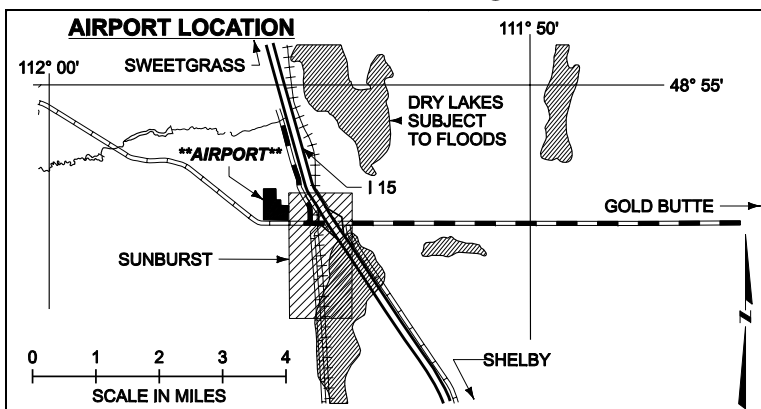 AIRPORT LOCATION
111° 50'
SWEETGRASS
112° 00'
48° 55'
DRY LAKES
SUBJECT
TO FLOODS
**AIRPORT**
I 15
GOLD BUTTE
SUNBURST
N
0 1 2 3 4
SHELBY
SCALE IN MILES